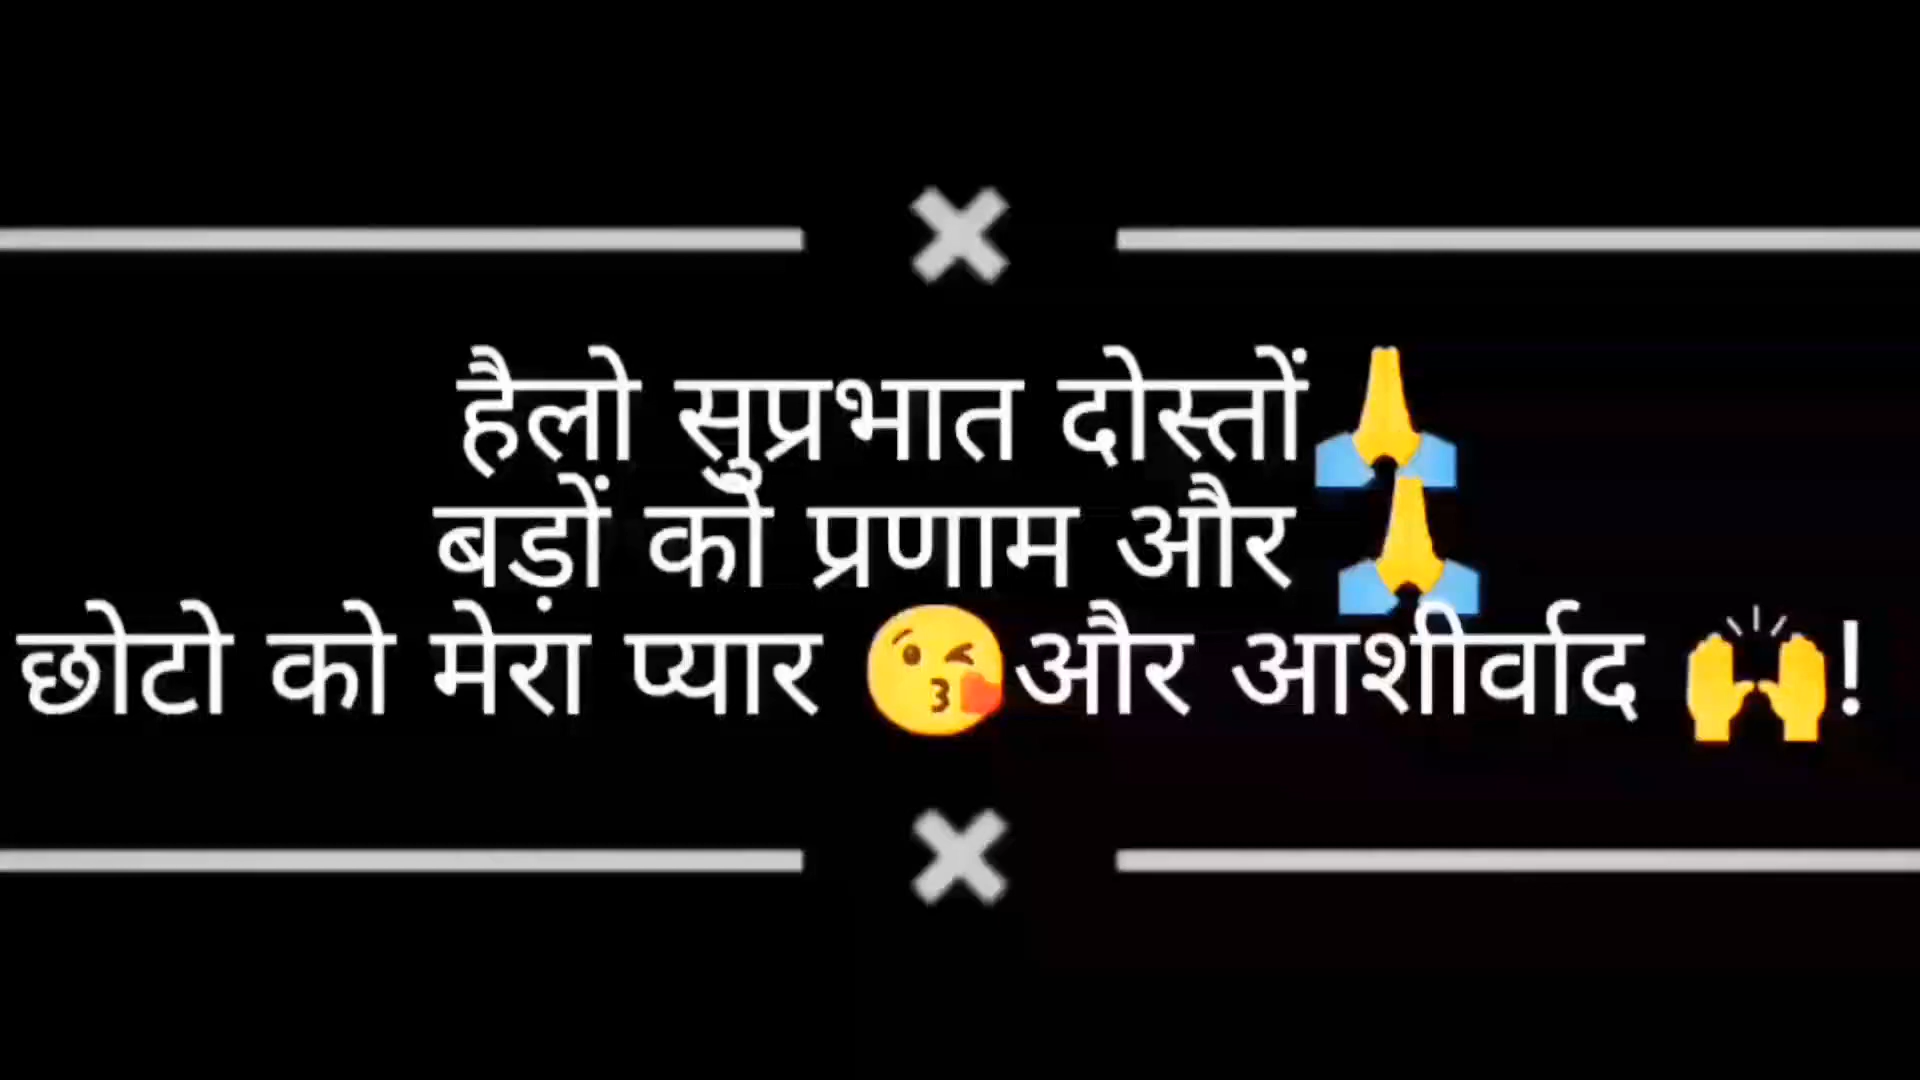 हैलो सुप्रभात दोस्तों🙏
बड़ों को प्रणाम और 🙏
छोटो को मेरा प्यार 😘और आशीर्वाद 🙌!